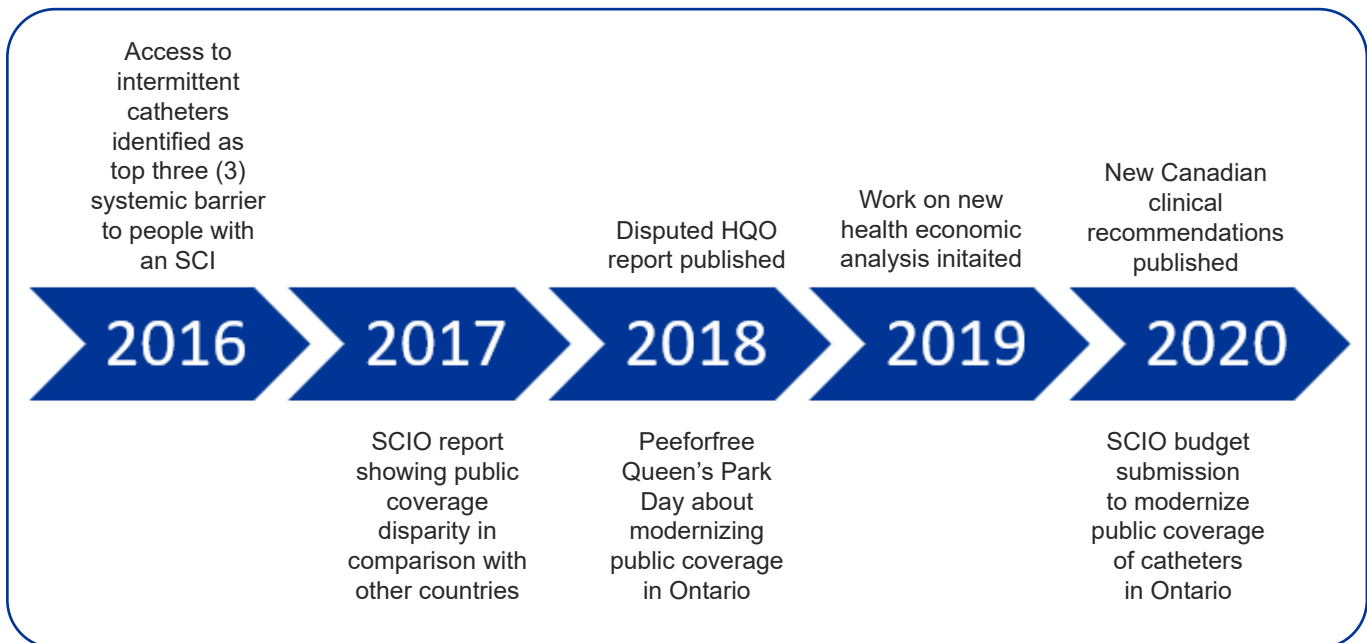 Access to
intermittent
catheters
identified as
top three (3)
systemic barrier
to people with
an SCI
Disputed HQO
report published
Work on new
health economic
analysis initaited
New Canadian
clinical
recommendations
published
2016
2017
2018
2019
2020
SCIO report
showing public
coverage
disparity in
comparison with
other countries
Peeforfree
Queen's Park
Day about
modernizing
public coverage
in Ontario
SCIO budget
submission
to modernize
public coverage
of catheters
in Ontario